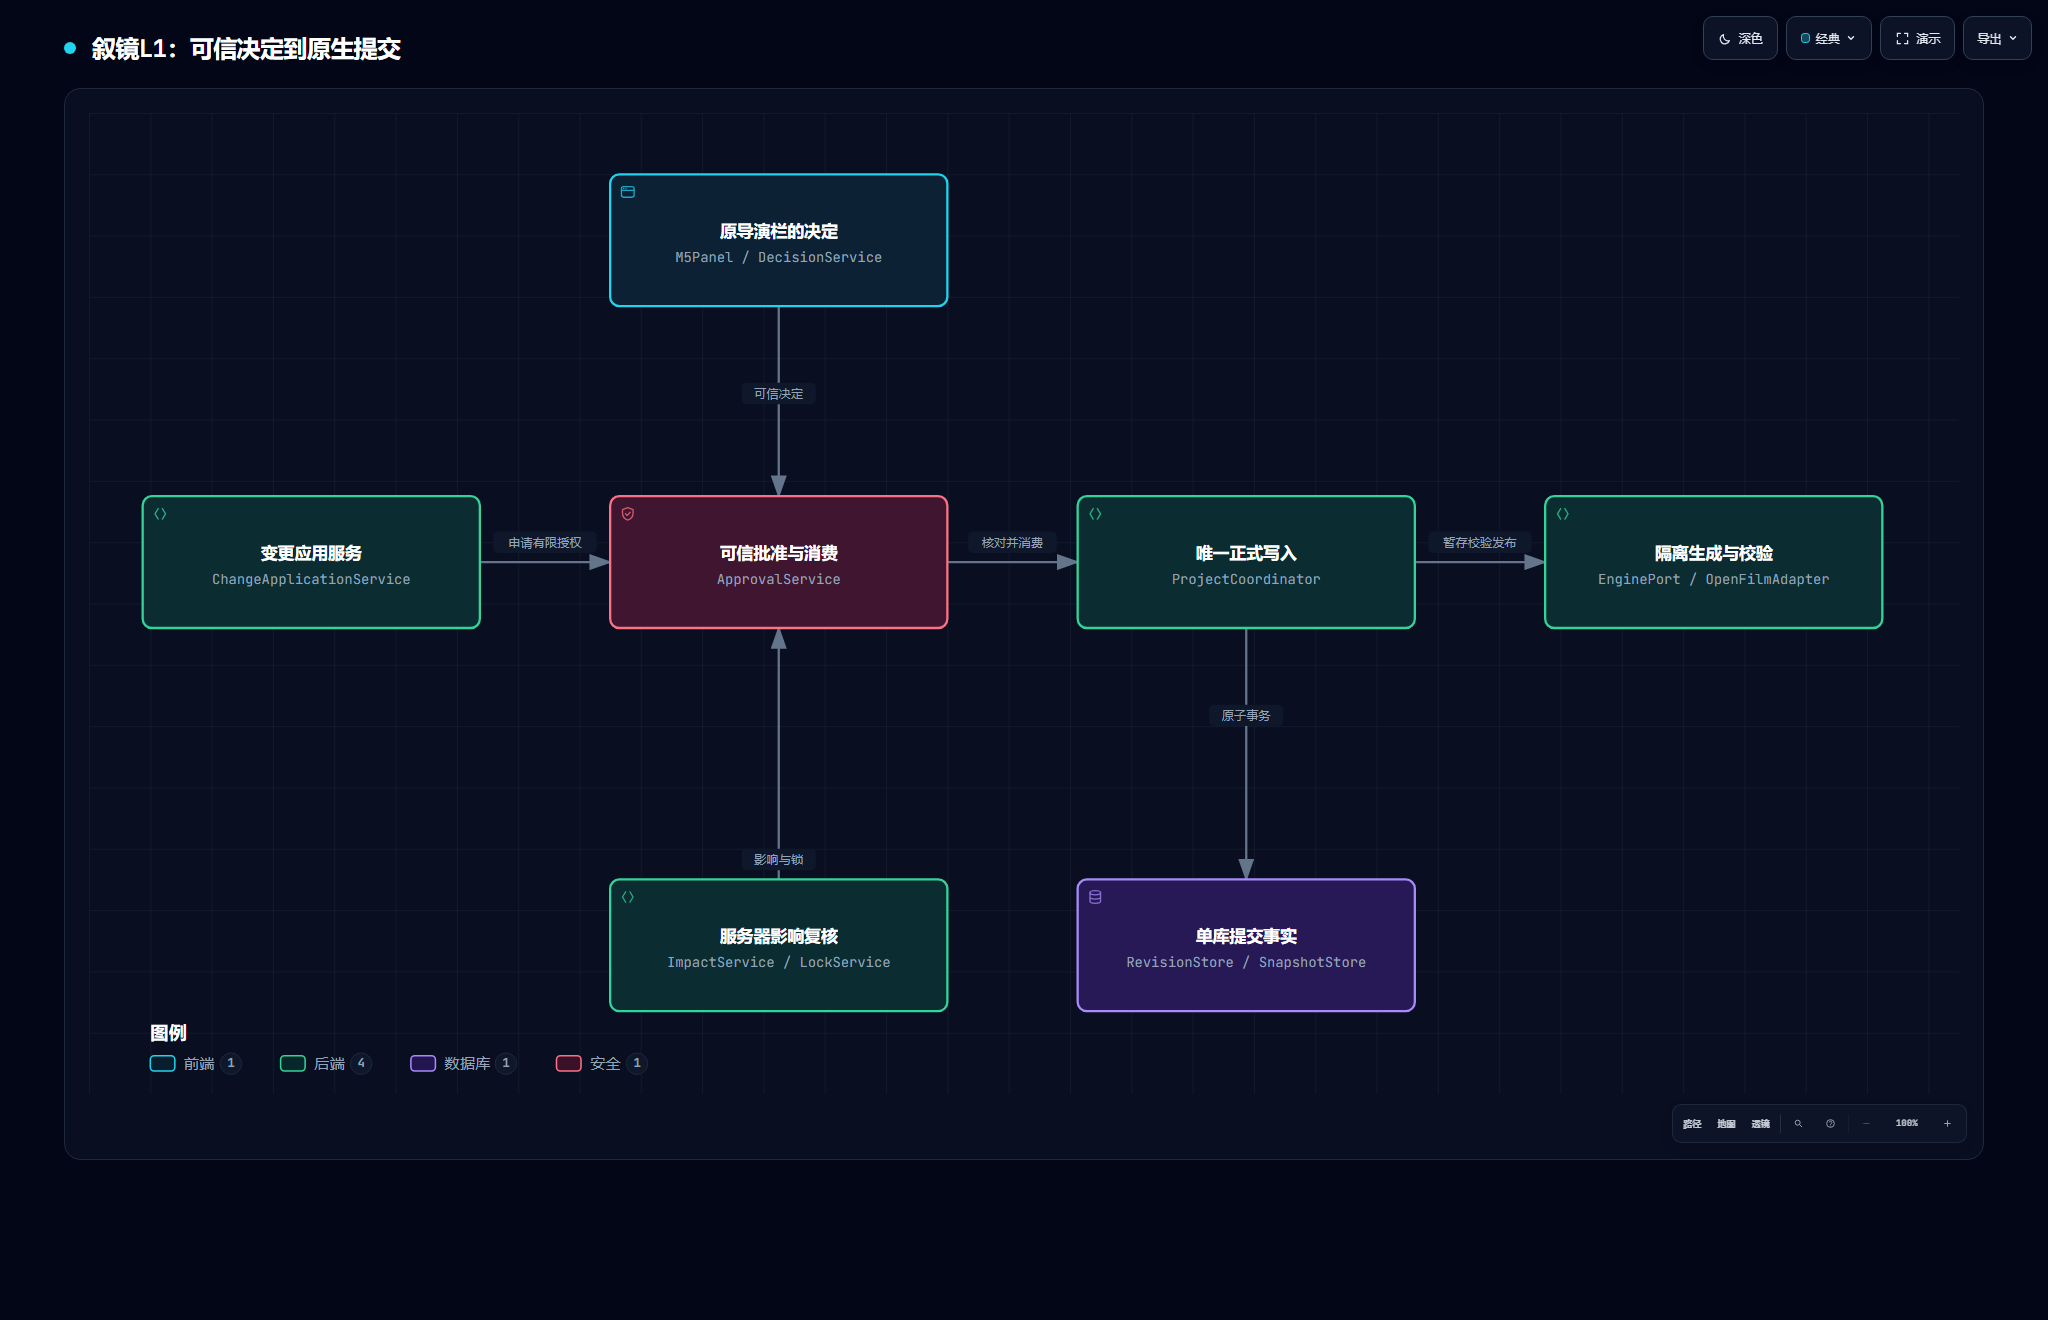 叙镜L1：可信决定到原生提交
深色
经典
演示
导出
原导演栏的决定
M5Panel / DecisionService
可信决定
变更应用服务
ChangeApplicationService
申请有限授权
可信批准与消费
ApprovalService
核对并消费
唯一正式写入
ProjectCoordinator
暂存校验发布
隔离生成与校验
EnginePort / OpenFilmAdapter
原子事务
影响与锁
服务器影响复核
ImpactService / LockService
单库提交事实
RevisionStore / SnapshotStore
图例
前端 1
后端 4
数据库 1
安全 1
路径 地图 透镜 − 100% +